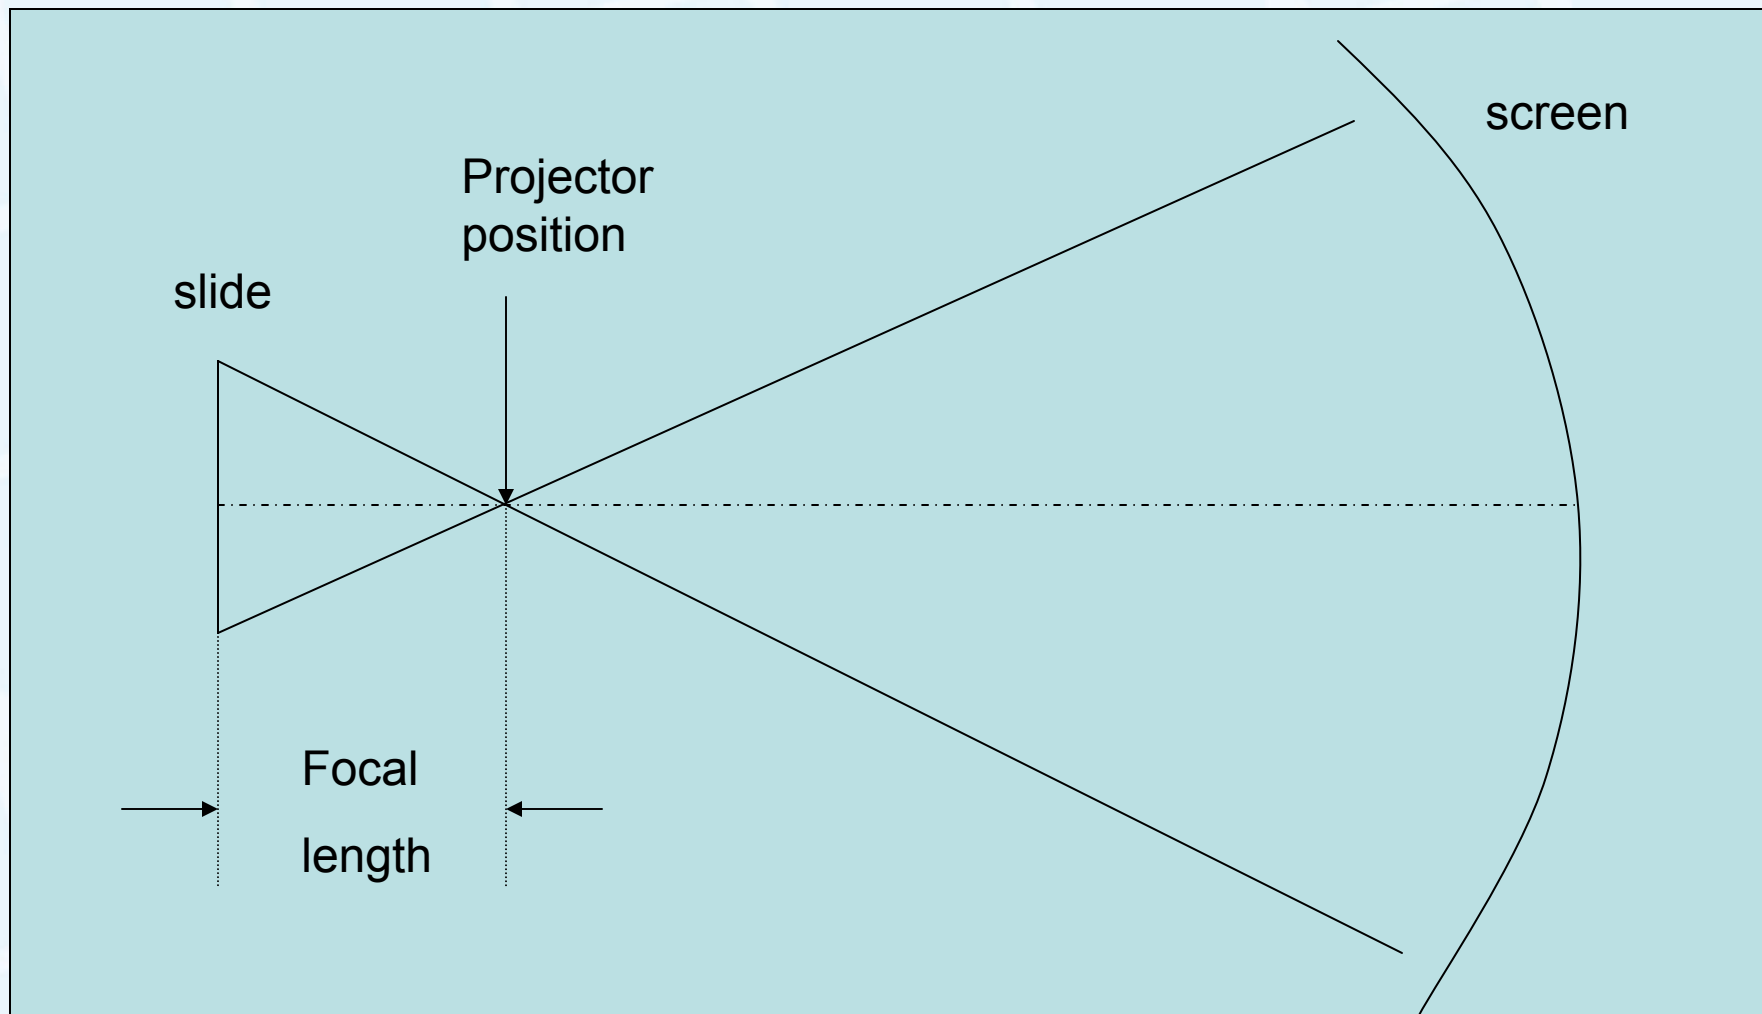 screen
Projector
position
slide
Focal
length